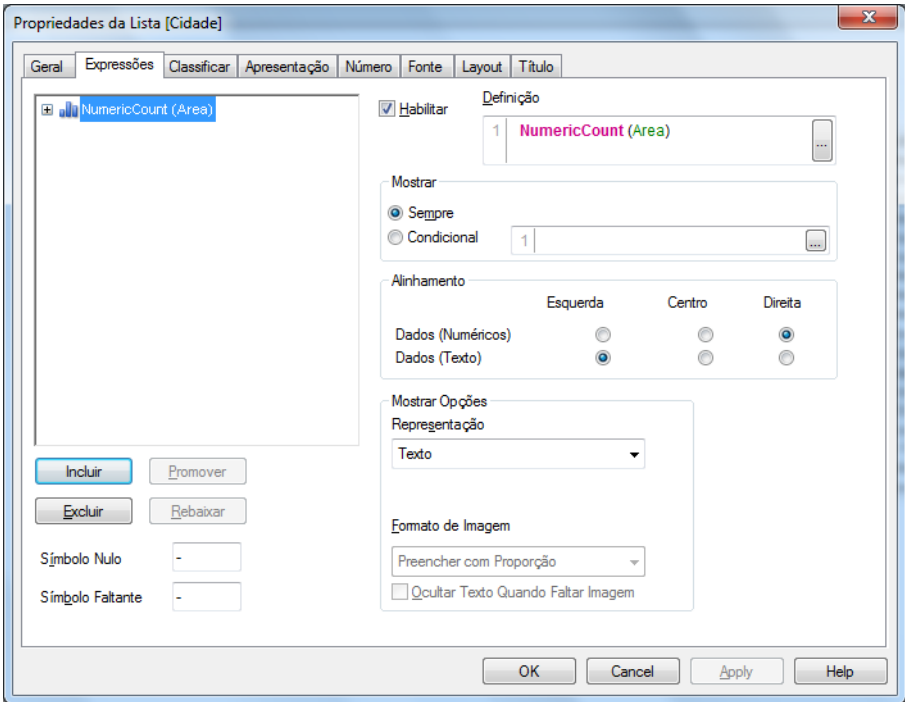 Propriedades da Lista [Cidade]
x
Geral Expressões Classificar Apresentação Número Fonte Layout Título
NumericCount (Area)
Habilitar
Definição
1 NumericCount (Area)
...
Mostrar
Sempre
Condicional
1
...
Alinhamento
Esquerda Centro Direita
Dados (Numéricos)
Dados (Texto)
Mostrar Opções
Representação
Texto
Incluir Promover
Excluir Rebaixar
Formato de Imagem
Símbolo Nulo -
Preencher com Proporção
Símbolo Faltante -
Ocultar Texto Quando Faltar Imagem
OK Cancel Apply Help